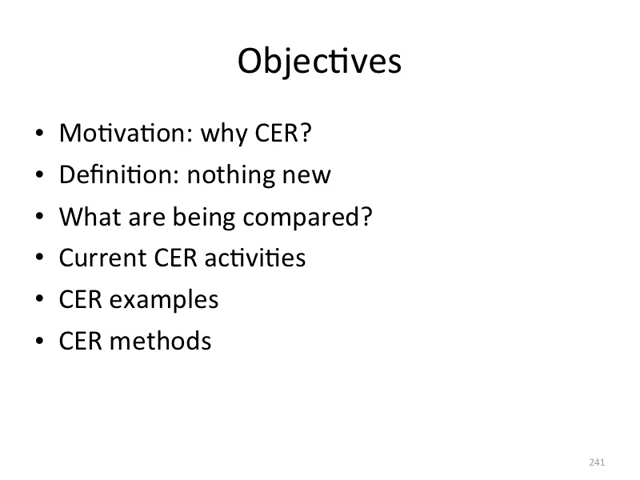 Objectives
• Motivation: why CER?
• Definition: nothing new
• What are being compared?
• Current CER activities
• CER examples
• CER methods
241